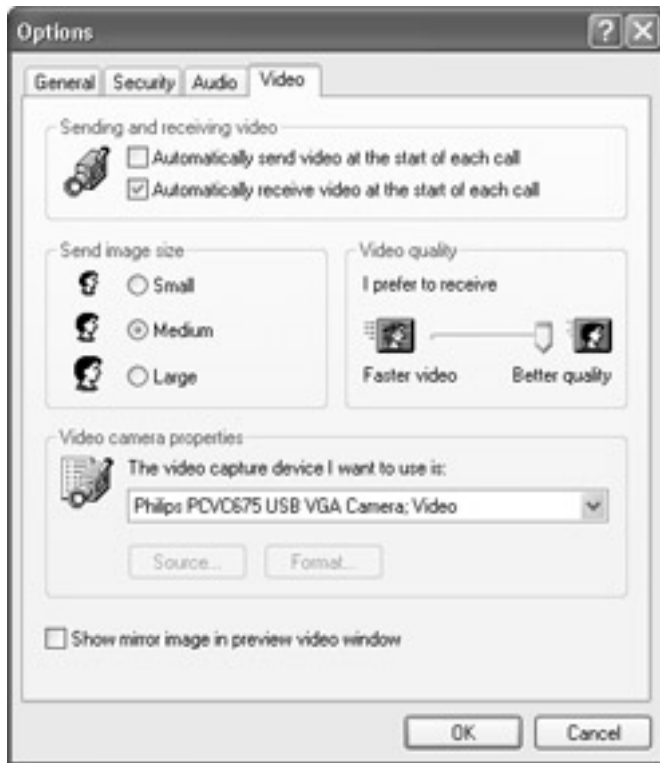 Options
General Security Audio Video
Sending and receiving video
Automatically send video at the start of each call
Automatically receive video at the start of each call
Send image size
Small
Medium
Large
Video quality
I prefer to receive
Faster video Better quality
Video camera properties
The video capture device I want to use is:
Philips PCVC675 USB VGA Camera; Video
Source... Format...
Show mirror image in preview video window
OK Cancel